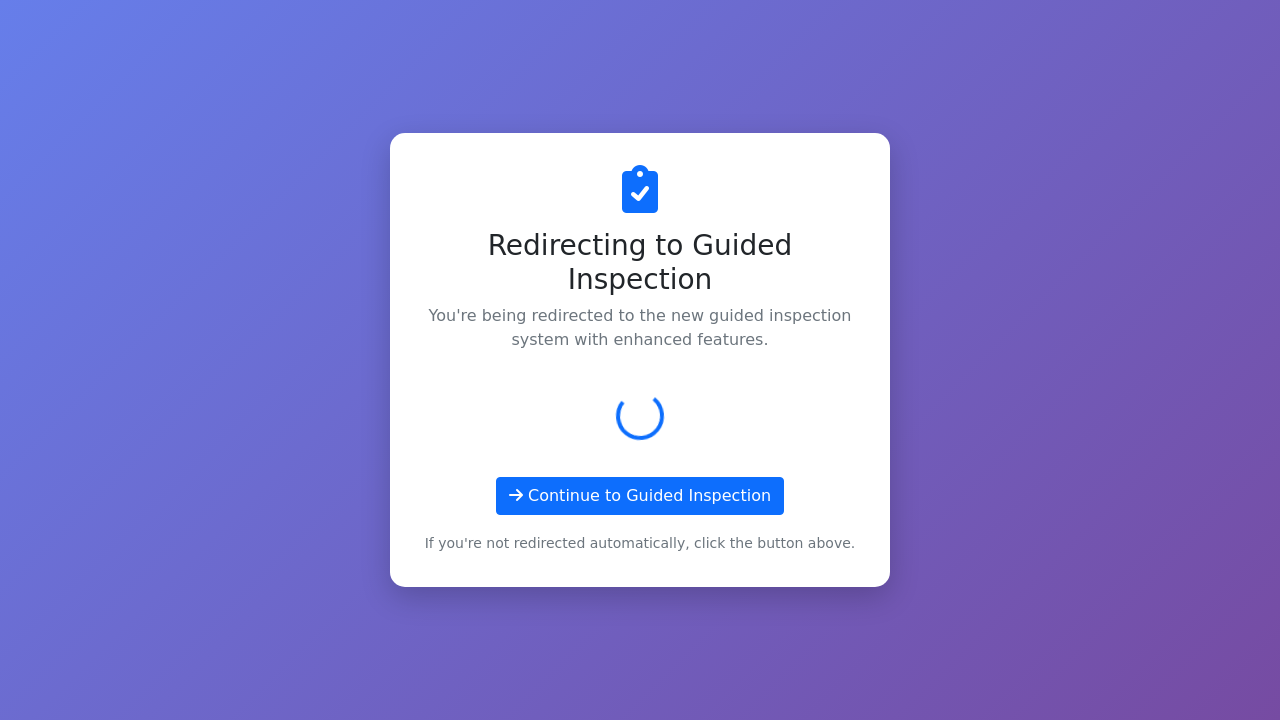 Redirecting to Guided
Inspection
You're being redirected to the new guided inspection
system with enhanced features.
Continue to Guided Inspection
If you're not redirected automatically, click the button above.